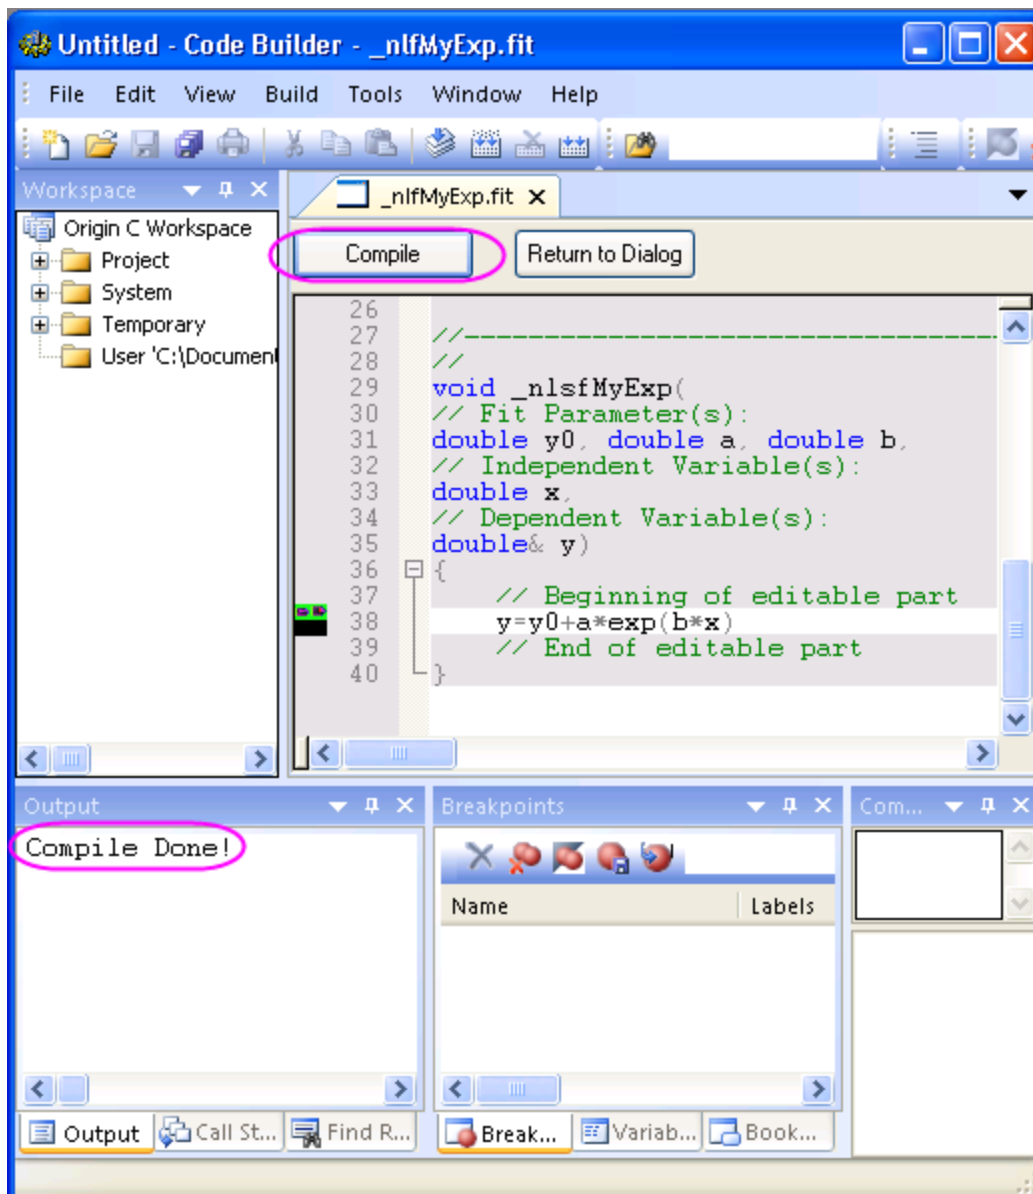 Untitled - Code Builder - _nlfMyExp.fit
File Edit View Build Tools Window Help
Workspace
_nlfMyExp.fit
Origin C Workspace
Project
System
Temporary
User 'C:\Documen
Compile Return to Dialog
26
27 //---------------------------------
28 //
29 void _nlsfMyExp(
30 // Fit Parameter(s):
31 double y0, double a, double b,
32 // Independent Variable(s):
33 double x,
34 // Dependent Variable(s):
35 double& y)
36 {
37 // Beginning of editable part
38 y=y0+a*exp(b*x)
39 // End of editable part
40 }
Output
Compile Done!
Output Call St... Find R...
Breakpoints
Name Labels
Break... Variab... Book...
Com...